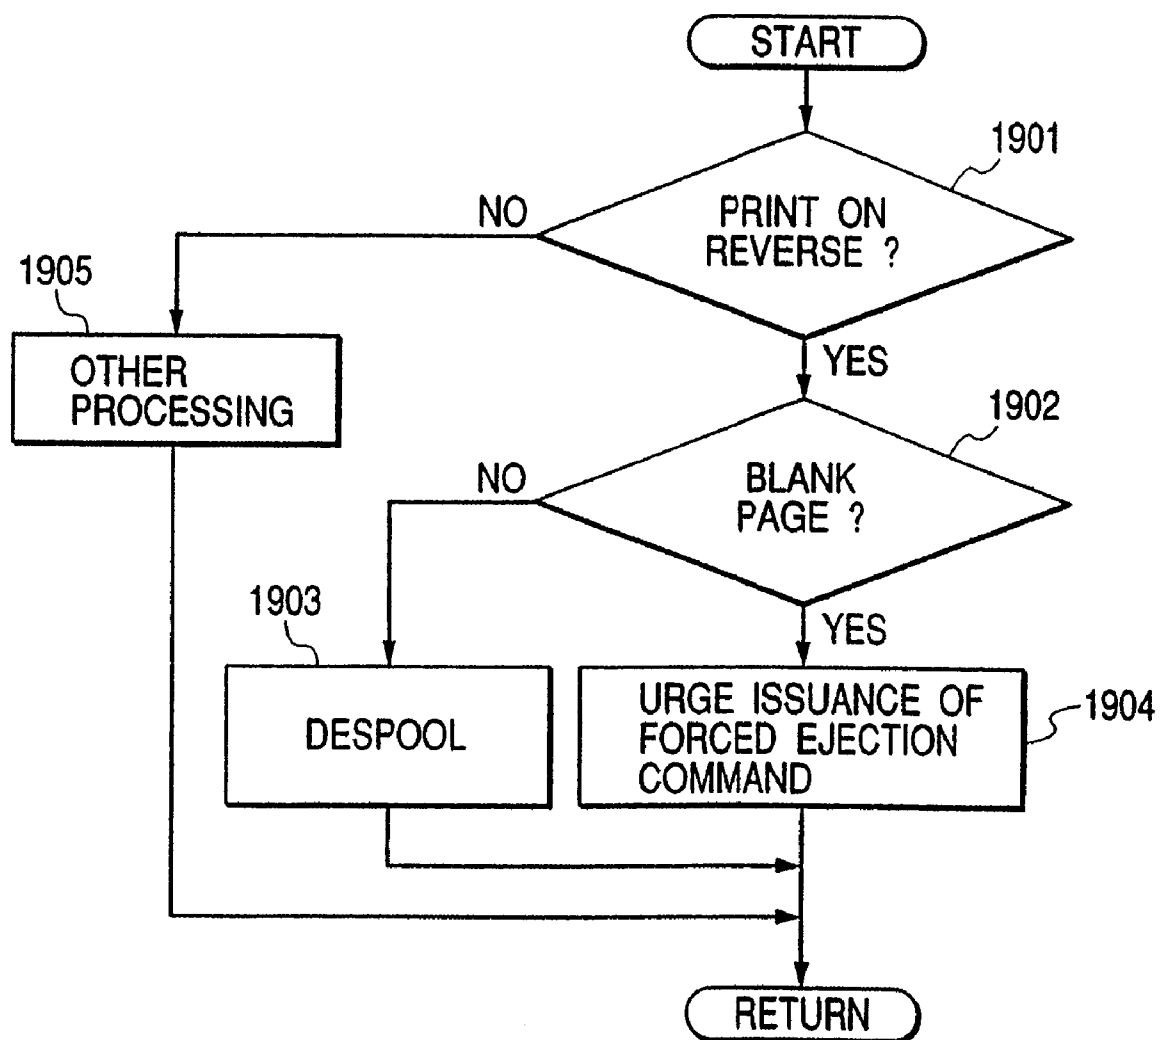 START
1901
PRINT ON
REVERSE ?
NO
YES
1905
OTHER
PROCESSING
1902
BLANK
PAGE ?
NO
YES
1903
DESPOOL
URGE ISSUANCE OF
FORCED EJECTION
COMMAND
1904
RETURN